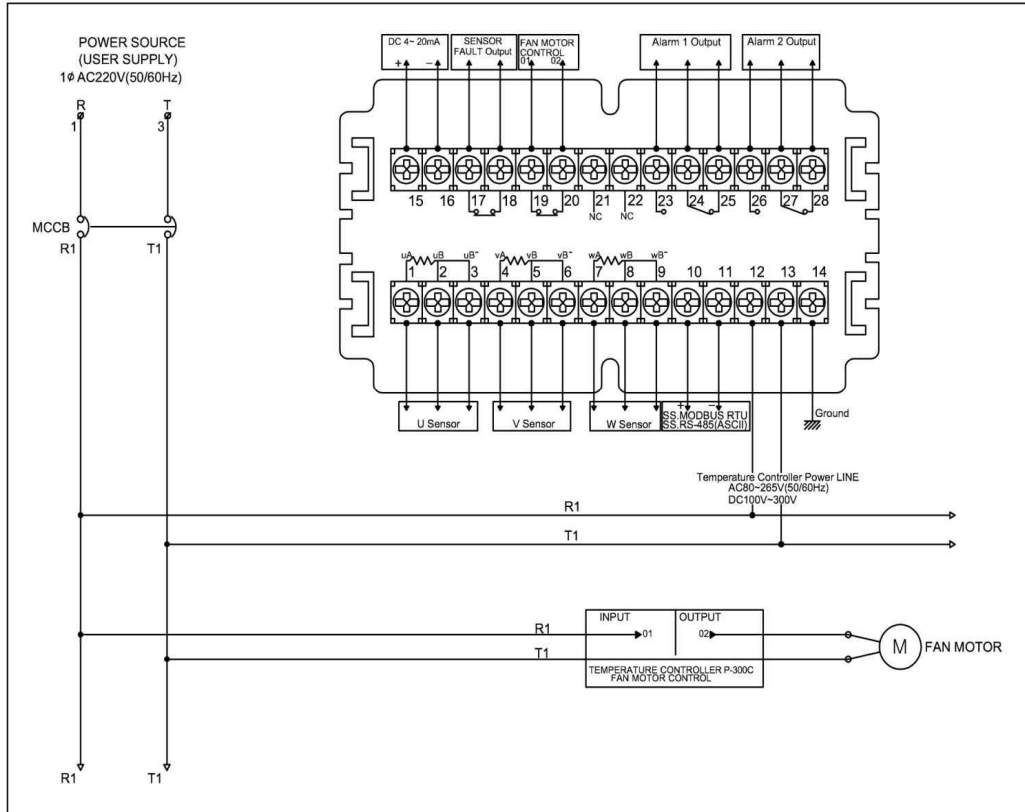 POWER SOURCE
(USER SUPPLY)
1φ AC220V(50/60Hz)
R T
1 3
MCCB
R1 T1
DC 4~ 20mA
+ −
SENSOR
FAULT Output
FAN MOTOR
CONTROL
01 02
Alarm 1 Output
Alarm 2 Output
15 16 17 18 19 20 21 22 23 24 25 26 27 28
NC NC
uA uB uB⁻ vA vB vB⁻ wA wB wB⁻
1 2 3 4 5 6 7 8 9 10 11 12 13 14
U Sensor
V Sensor
W Sensor
+ −
SS.MODBUS RTU
SS.RS-485(ASCII)
Ground
Temperature Controller Power LINE
AC80~265V(50/60Hz)
DC100V~300V
R1
T1
INPUT OUTPUT
R1 01 02
T1
TEMPERATURE CONTROLLER P-300C
FAN MOTOR CONTROL
M FAN MOTOR
R1 T1